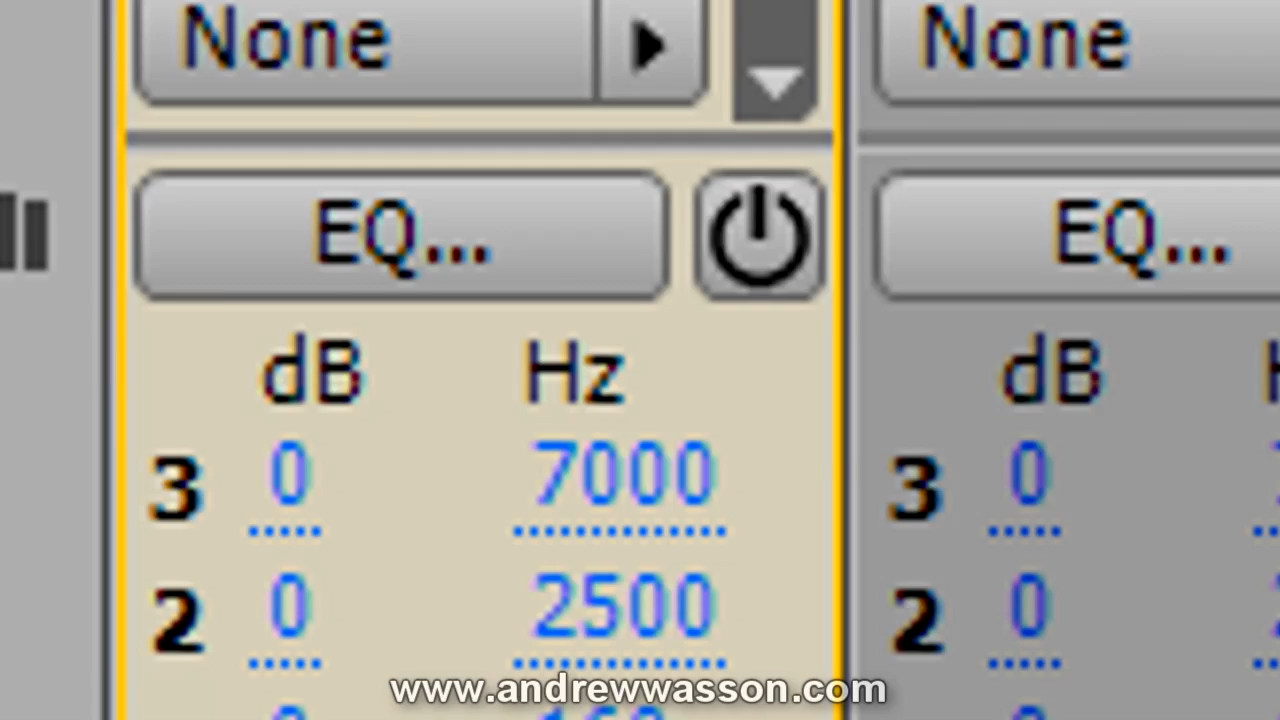 None None
EQ... EQ...
dB Hz dB
3 0 7000 3 0
2 0 2500 2 0
www.andrewwasson.com